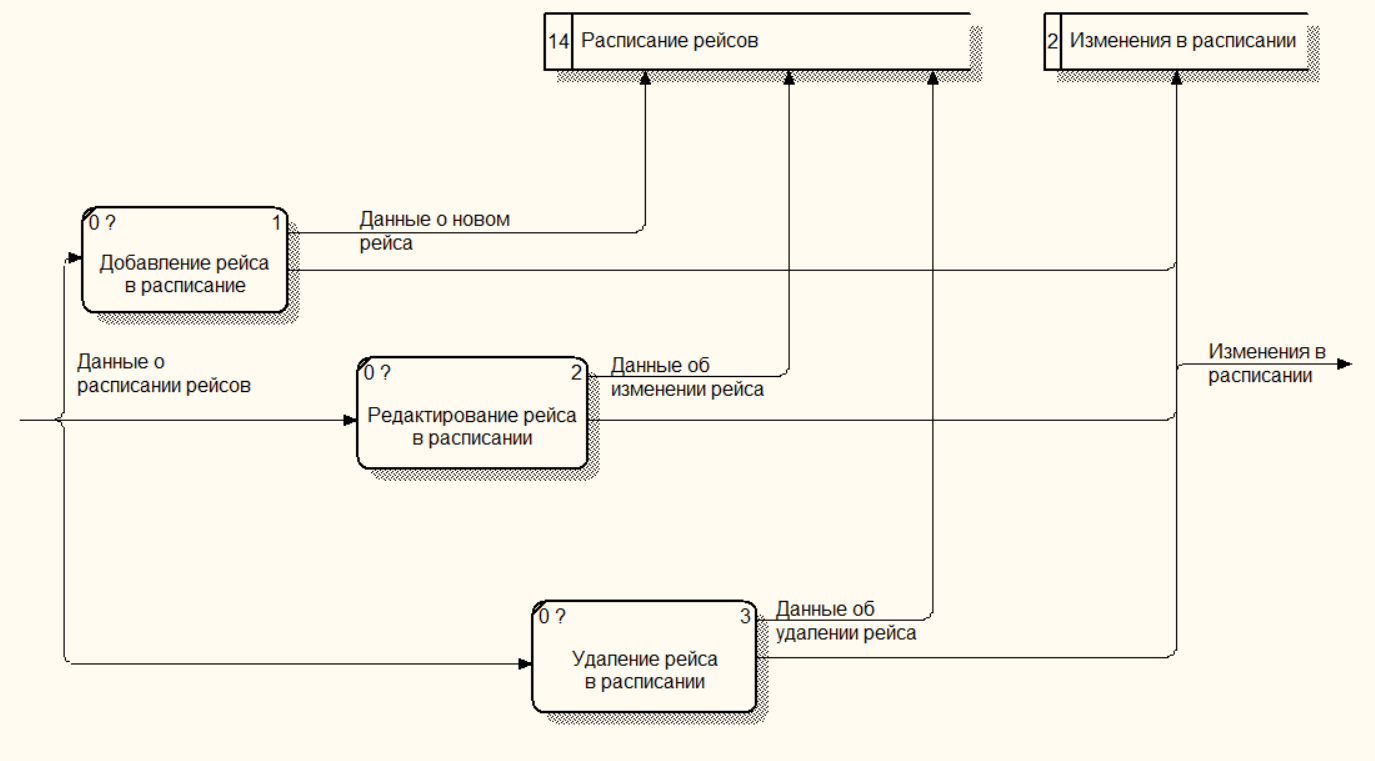 14 Расписание рейсов
2 Изменения в расписании
0 ? 1
Добавление рейса
в расписание
Данные о новом
рейса
Данные о
расписании рейсов
0 ? 2
Редактирование рейса
в расписании
Данные об
изменении рейса
Изменения в
расписании
0 ? 3
Удаление рейса
в расписании
Данные об
удалении рейса